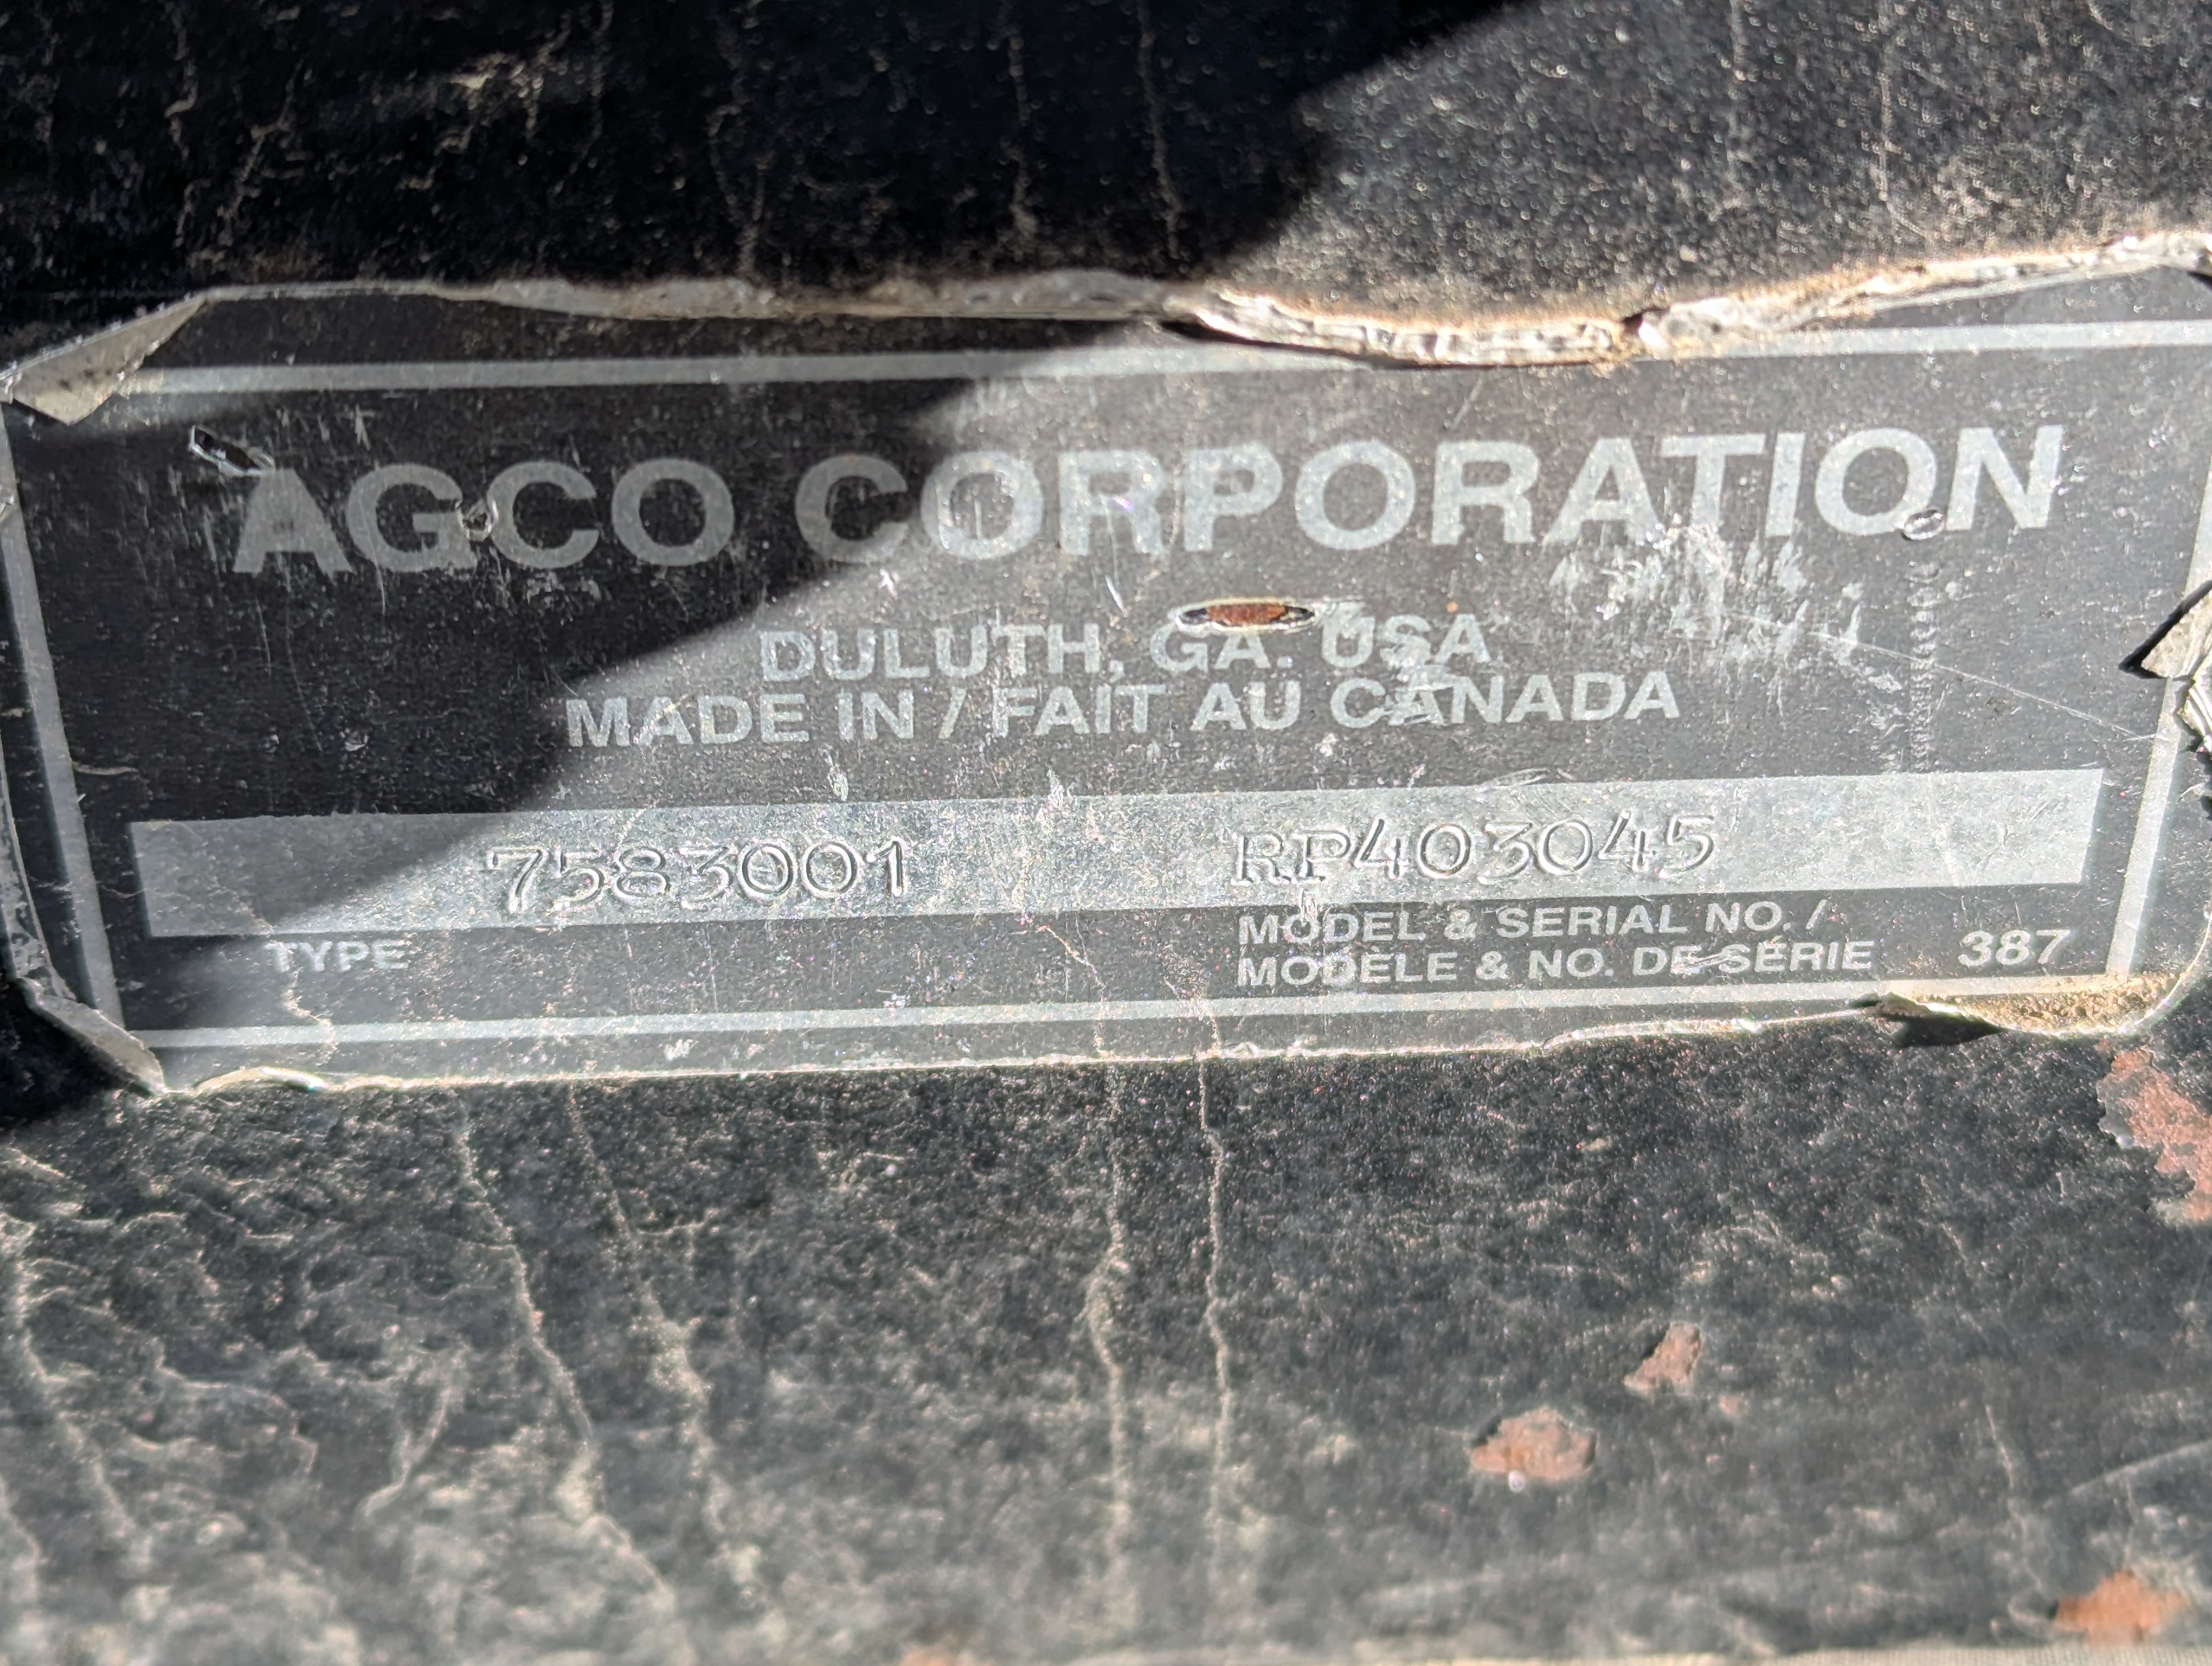 AGCO CORPORATION
DULUTH, GA. USA
MADE IN / FAIT AU CANADA
7583001 RP403045
TYPE MODEL & SERIAL NO. /
MODÈLE & NO. DE SÉRIE 387